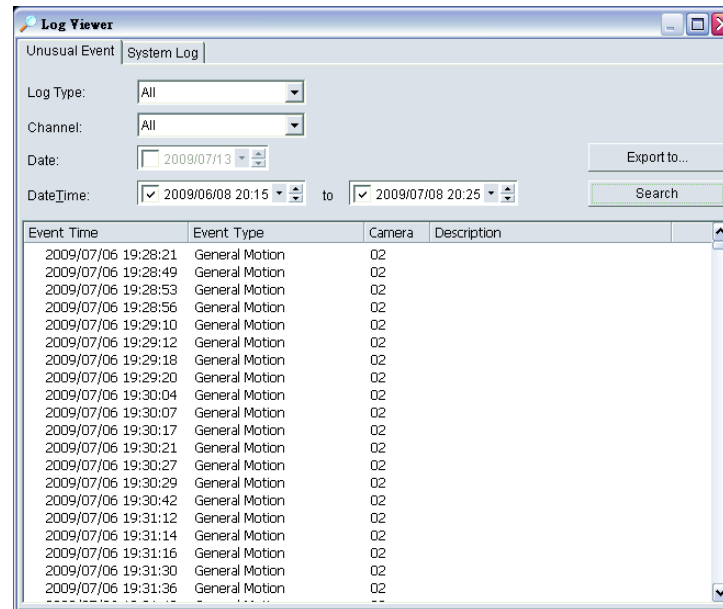 Log Viewer
Unusual Event System Log
Log Type: All
Channel: All
Date: 2009/07/13
Export to...
DateTime: 2009/06/08 20:15 to 2009/07/08 20:25
Search
Event Time Event Type Camera Description
2009/07/06 19:28:21 General Motion 02
2009/07/06 19:28:49 General Motion 02
2009/07/06 19:28:53 General Motion 02
2009/07/06 19:28:56 General Motion 02
2009/07/06 19:29:10 General Motion 02
2009/07/06 19:29:12 General Motion 02
2009/07/06 19:29:18 General Motion 02
2009/07/06 19:29:20 General Motion 02
2009/07/06 19:30:04 General Motion 02
2009/07/06 19:30:07 General Motion 02
2009/07/06 19:30:17 General Motion 02
2009/07/06 19:30:21 General Motion 02
2009/07/06 19:30:27 General Motion 02
2009/07/06 19:30:29 General Motion 02
2009/07/06 19:30:42 General Motion 02
2009/07/06 19:31:12 General Motion 02
2009/07/06 19:31:14 General Motion 02
2009/07/06 19:31:16 General Motion 02
2009/07/06 19:31:30 General Motion 02
2009/07/06 19:31:36 General Motion 02